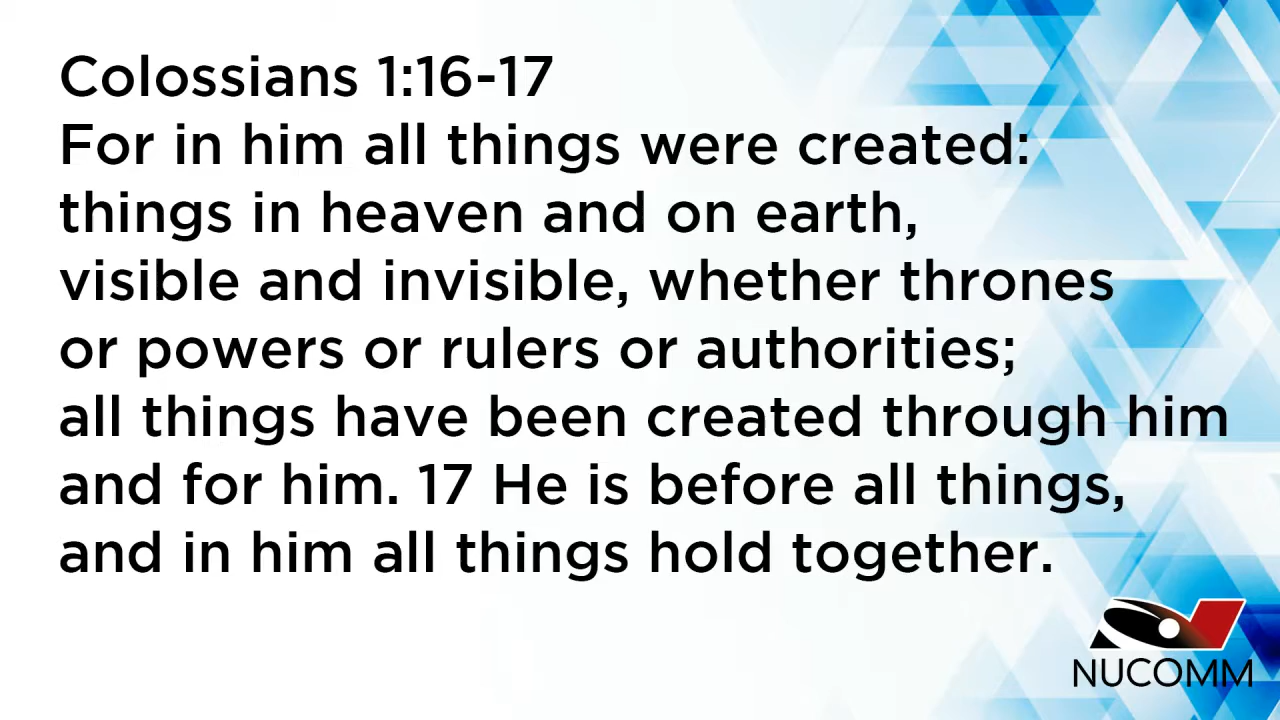 Colossians 1:16-17
For in him all things were created:
things in heaven and on earth,
visible and invisible, whether thrones
or powers or rulers or authorities;
all things have been created through him
and for him. 17 He is before all things,
and in him all things hold together.
NUCOMM